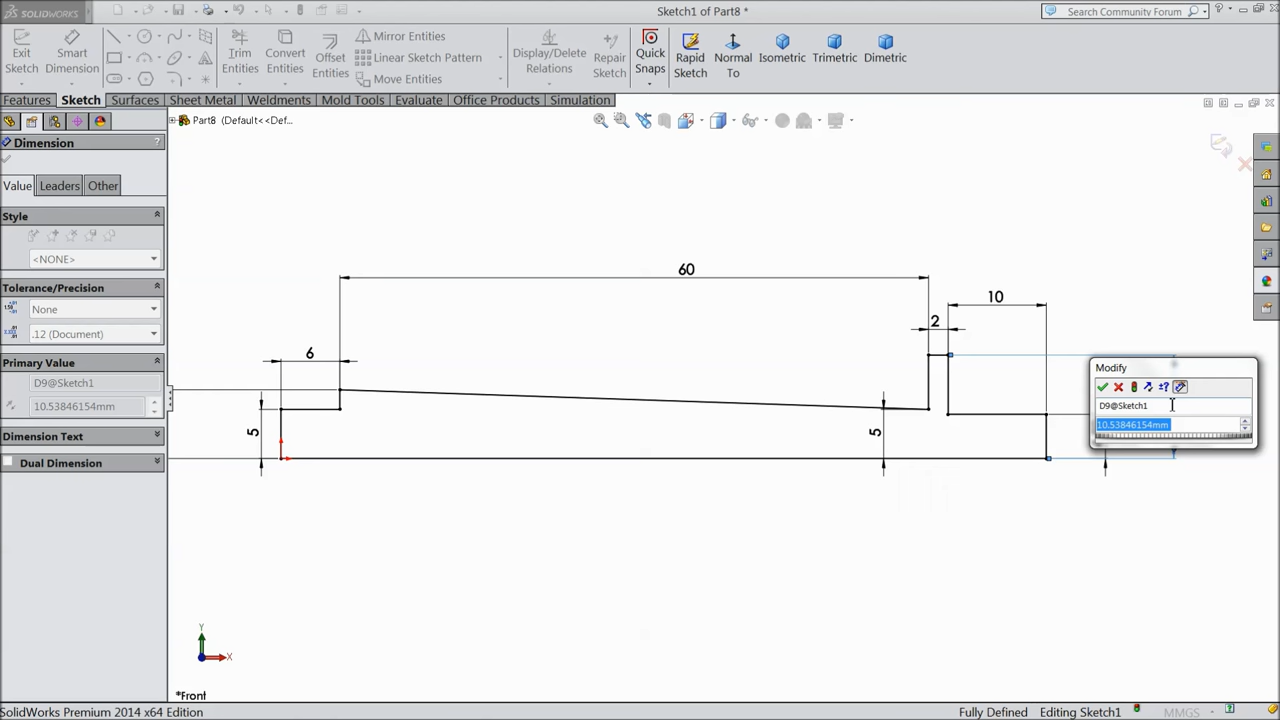 SOLIDWORKS
Sketch1 of Part8 *
Search Community Forum
Exit Sketch
Smart Dimension
Trim Entities
Convert Entities
Offset Entities
Mirror Entities
Linear Sketch Pattern
Move Entities
Display/Delete Relations
Repair Sketch
Quick Snaps
Rapid Sketch
Normal To
Isometric
Trimetric
Dimetric
Features
Sketch
Surfaces
Sheet Metal
Weldments
Mold Tools
Evaluate
Office Products
Simulation
Part8 (Default<<Def...
Dimension
?
Value
Leaders
Other
Style
<NONE>
Tolerance/Precision
None
.12 (Document)
Primary Value
D9@Sketch1
10.53846154mm
Dimension Text
Dual Dimension
60
10
2
6
5
5
Modify
D9@Sketch1
10.53846154mm
Y
X
*Front
SolidWorks Premium 2014 x64 Edition
Fully Defined
Editing Sketch1
MMGS